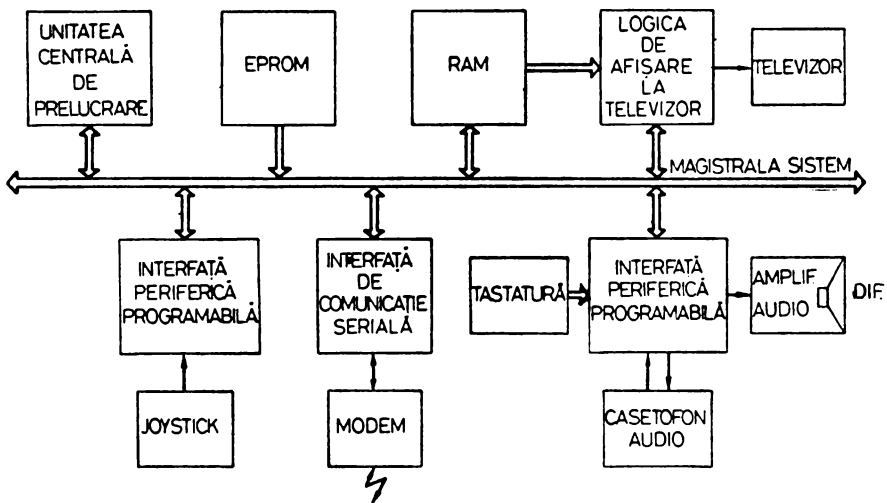 UNITATEA
CENTRALĂ
DE
PRELUCRARE
EPROM
RAM
LOGICA
DE
AFIȘARE
LA
TELEVIZOR
TELEVIZOR
MAGISTRALA SISTEM
INTERFAȚĂ
PERIFERICĂ
PROGRAMABILĂ
INTERFAȚĂ
DE
COMUNICAȚIE
SERIALĂ
TASTATURĂ
INTERFAȚĂ
PERIFERICĂ
PROGRAMABILĂ
AMPLIF.
AUDIO
DIF.
JOYSTICK
MODEM
CASETOFON
AUDIO